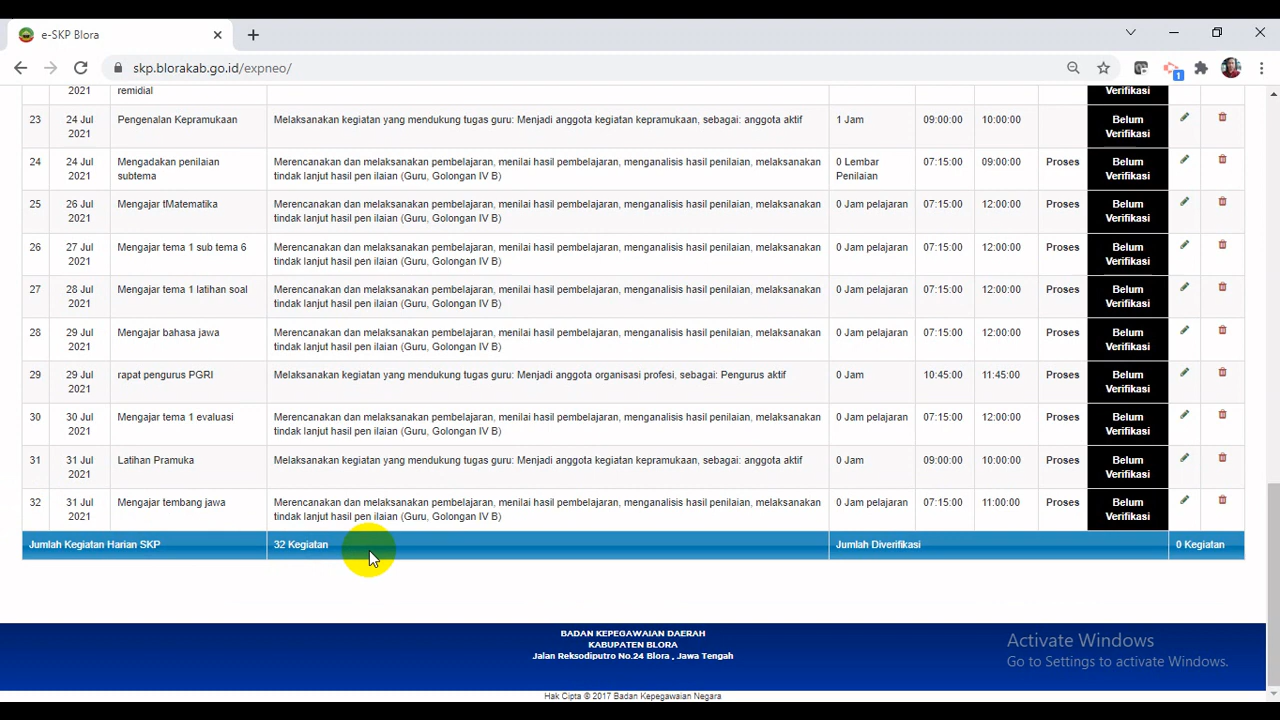 e-SKP Blora
skp.blorakab.go.id/expneo/
1
2021 remidial Verifikasi
23 24 Jul Pengenalan Kepramukaan Melaksanakan kegiatan yang mendukung tugas guru: Menjadi anggota kegiatan kepramukaan, sebagai: anggota aktif 1 Jam 09:00:00 10:00:00 Belum
2021 Verifikasi
24 24 Jul Mengadakan penilaian Merencanakan dan melaksanakan pembelajaran, menilai hasil pembelajaran, menganalisis hasil penilaian, melaksanakan 0 Lembar 07:15:00 09:00:00 Proses Belum
2021 subtema tindak lanjut hasil pen ilaian (Guru, Golongan IV B) Penilaian Verifikasi
25 26 Jul Mengajar tMatematika Merencanakan dan melaksanakan pembelajaran, menilai hasil pembelajaran, menganalisis hasil penilaian, melaksanakan 0 Jam pelajaran 07:15:00 12:00:00 Proses Belum
2021 tindak lanjut hasil pen ilaian (Guru, Golongan IV B) Verifikasi
26 27 Jul Mengajar tema 1 sub tema 6 Merencanakan dan melaksanakan pembelajaran, menilai hasil pembelajaran, menganalisis hasil penilaian, melaksanakan 0 Jam pelajaran 07:15:00 12:00:00 Proses Belum
2021 tindak lanjut hasil pen ilaian (Guru, Golongan IV B) Verifikasi
27 28 Jul Mengajar tema 1 latihan soal Merencanakan dan melaksanakan pembelajaran, menilai hasil pembelajaran, menganalisis hasil penilaian, melaksanakan 0 Jam pelajaran 07:15:00 12:00:00 Proses Belum
2021 tindak lanjut hasil pen ilaian (Guru, Golongan IV B) Verifikasi
28 29 Jul Mengajar bahasa jawa Merencanakan dan melaksanakan pembelajaran, menilai hasil pembelajaran, menganalisis hasil penilaian, melaksanakan 0 Jam pelajaran 07:15:00 12:00:00 Proses Belum
2021 tindak lanjut hasil pen ilaian (Guru, Golongan IV B) Verifikasi
29 29 Jul rapat pengurus PGRI Melaksanakan kegiatan yang mendukung tugas guru: Menjadi anggota organisasi profesi, sebagai: Pengurus aktif 0 Jam 10:45:00 11:45:00 Proses Belum
2021 Verifikasi
30 30 Jul Mengajar tema 1 evaluasi Merencanakan dan melaksanakan pembelajaran, menilai hasil pembelajaran, menganalisis hasil penilaian, melaksanakan 0 Jam pelajaran 07:15:00 12:00:00 Proses Belum
2021 tindak lanjut hasil pen ilaian (Guru, Golongan IV B) Verifikasi
31 31 Jul Latihan Pramuka Melaksanakan kegiatan yang mendukung tugas guru: Menjadi anggota kegiatan kepramukaan, sebagai: anggota aktif 0 Jam 09:00:00 10:00:00 Proses Belum
2021 Verifikasi
32 31 Jul Mengajar tembang jawa Merencanakan dan melaksanakan pembelajaran, menilai hasil pembelajaran, menganalisis hasil penilaian, melaksanakan 0 Jam pelajaran 07:15:00 11:00:00 Proses Belum
2021 tindak lanjut hasil pen ilaian (Guru, Golongan IV B) Verifikasi
Jumlah Kegiatan Harian SKP 32 Kegiatan Jumlah Diverifikasi 0 Kegiatan
BADAN KEPEGAWAIAN DAERAH
KABUPATEN BLORA
Jalan Reksodiputro No.24 Blora , Jawa Tengah
Activate Windows
Go to Settings to activate Windows.
Hak Cipta © 2017 Badan Kepegawaian Negara